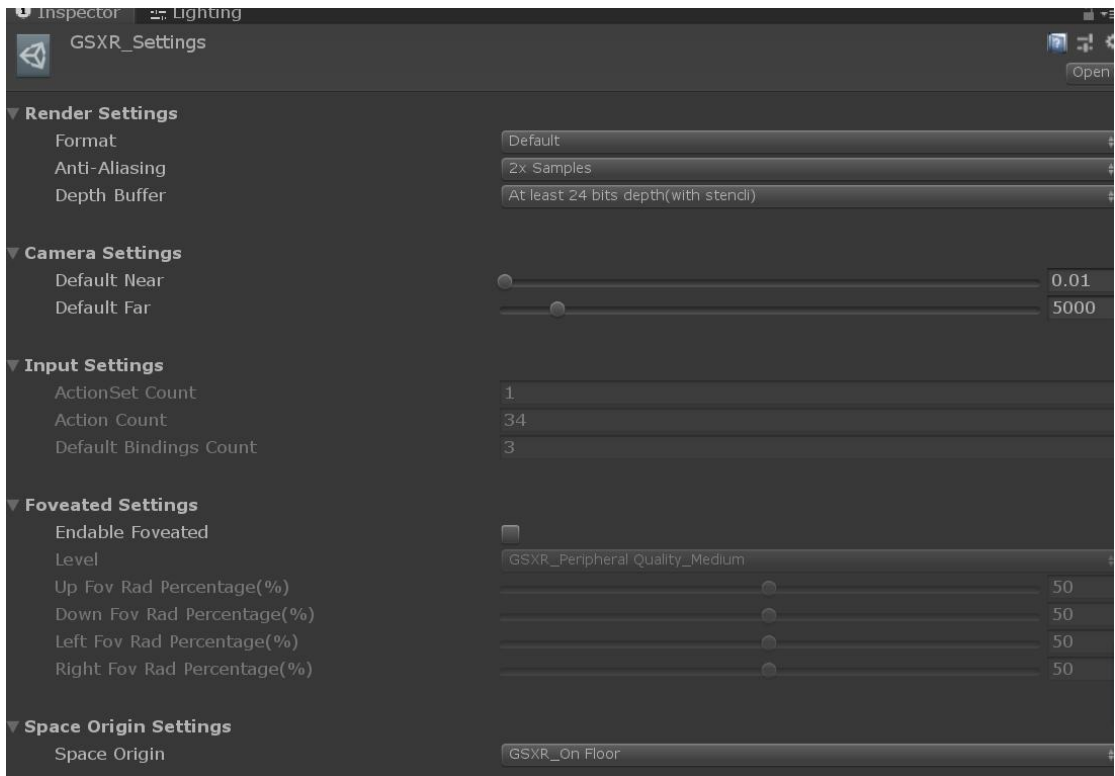 Inspector Lighting
GSXR_Settings
Open
Render Settings
Format Default
Anti-Aliasing 2x Samples
Depth Buffer At least 24 bits depth(with stencli)
Camera Settings
Default Near 0.01
Default Far 5000
Input Settings
ActionSet Count 1
Action Count 34
Default Bindings Count 3
Foveated Settings
Endable Foveated
Level GSXR_Peripheral Quality_Medium
Up Fov Rad Percentage(%) 50
Down Fov Rad Percentage(%) 50
Left Fov Rad Percentage(%) 50
Right Fov Rad Percentage(%) 50
Space Origin Settings
Space Origin GSXR_On Floor